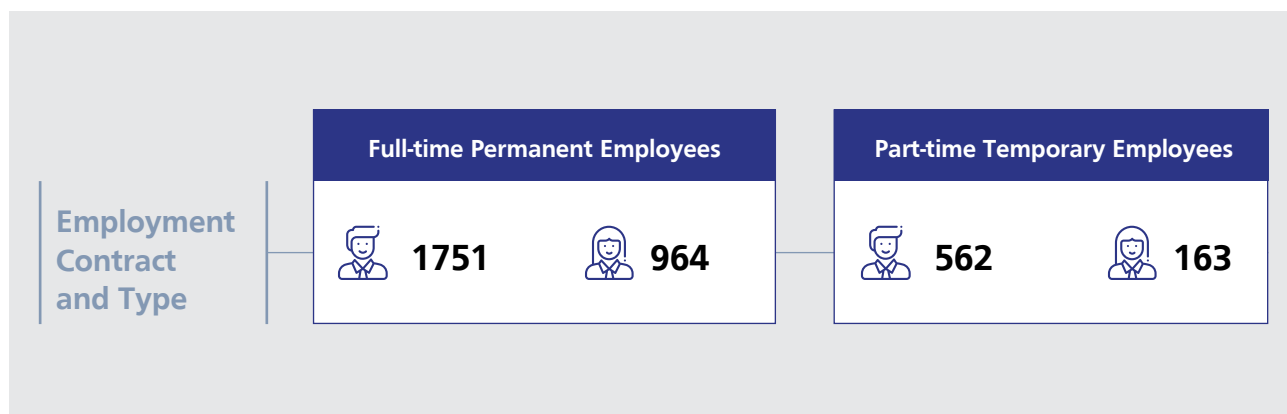 Employment
Contract
and Type
Full-time Permanent Employees
1751
964
Part-time Temporary Employees
562
163